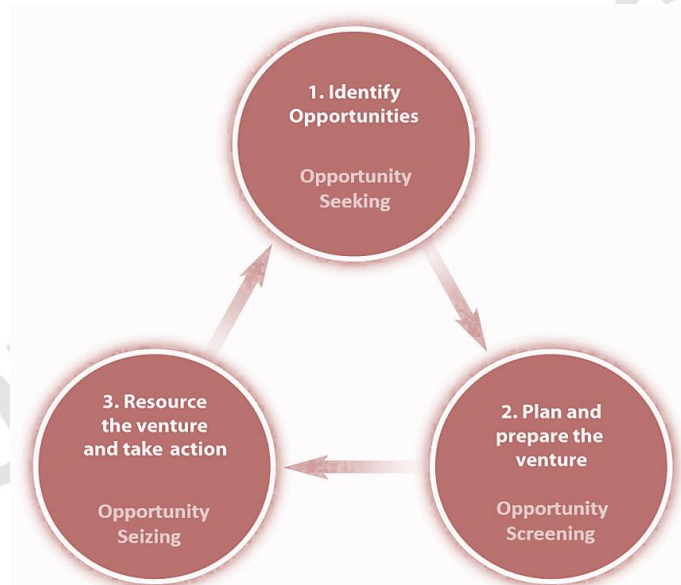 1. Identify
Opportunities
Opportunity
Seeking
2. Plan and
prepare the
venture
Opportunity
Screening
3. Resource
the venture
and take action
Opportunity
Seizing